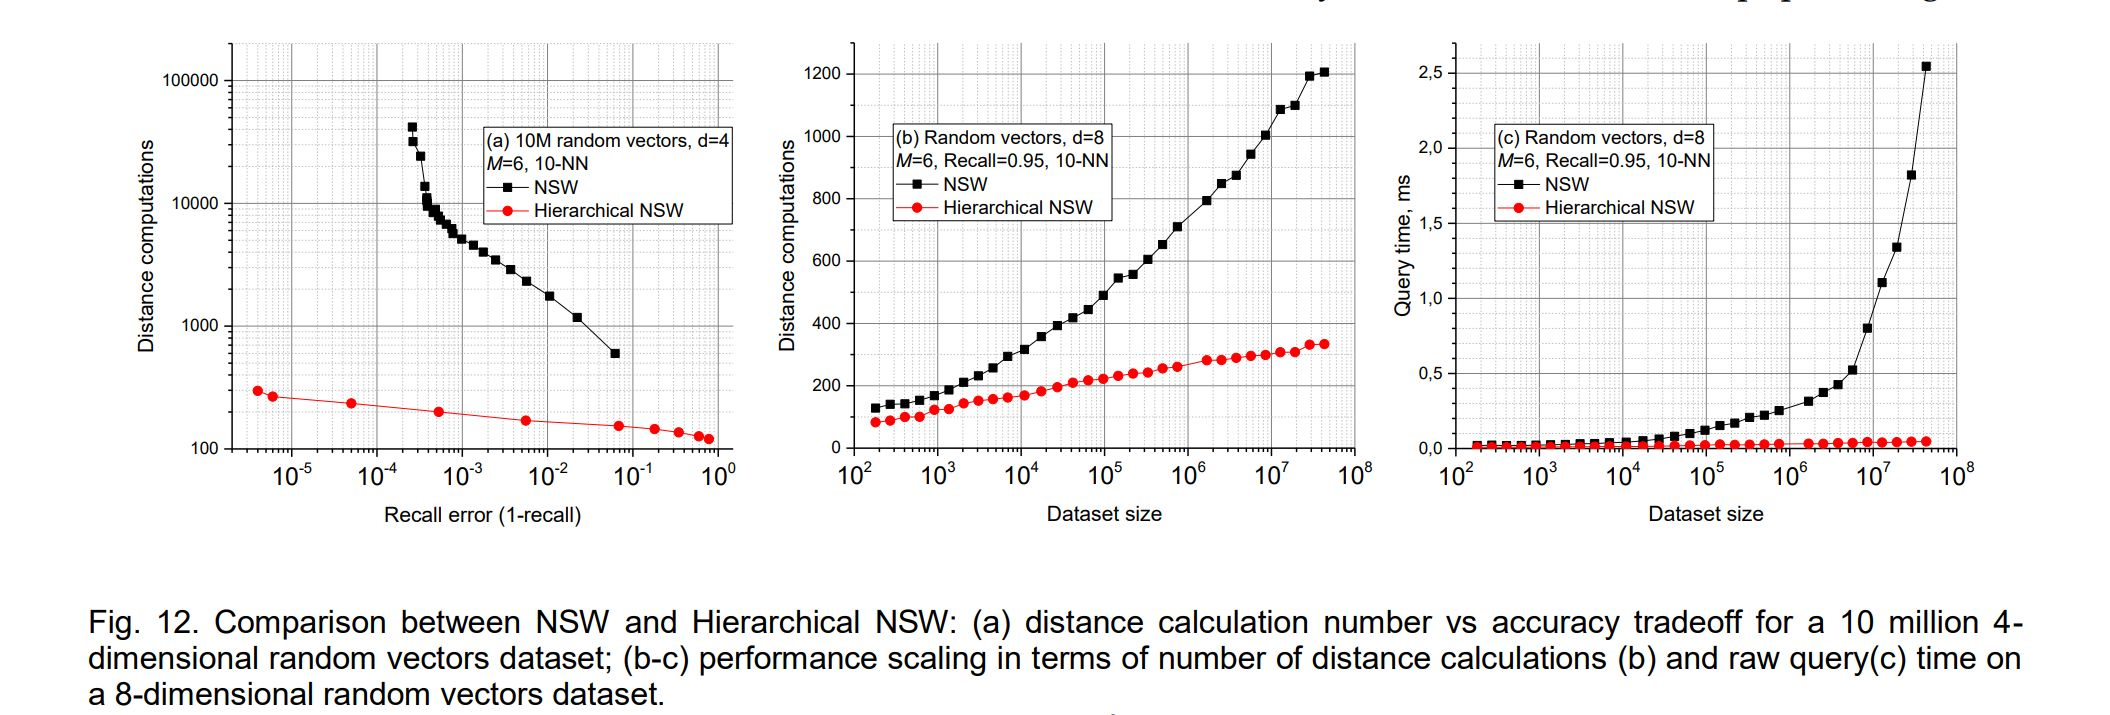 100000
10000
1000
100
Distance computations
(a) 10M random vectors, d=4
M=6, 10-NN
NSW
Hierarchical NSW
10⁻⁵ 10⁻⁴ 10⁻³ 10⁻² 10⁻¹ 10⁰
Recall error (1-recall)
1200
1000
800
600
400
200
0
Distance computations
(b) Random vectors, d=8
M=6, Recall=0.95, 10-NN
NSW
Hierarchical NSW
10² 10³ 10⁴ 10⁵ 10⁶ 10⁷ 10⁸
Dataset size
2,5
2,0
1,5
1,0
0,5
0,0
Query time, ms
(c) Random vectors, d=8
M=6, Recall=0.95, 10-NN
NSW
Hierarchical NSW
10² 10³ 10⁴ 10⁵ 10⁶ 10⁷ 10⁸
Dataset size
Fig. 12. Comparison between NSW and Hierarchical NSW: (a) distance calculation number vs accuracy tradeoff for a 10 million 4-
dimensional random vectors dataset; (b-c) performance scaling in terms of number of distance calculations (b) and raw query(c) time on
a 8-dimensional random vectors dataset.